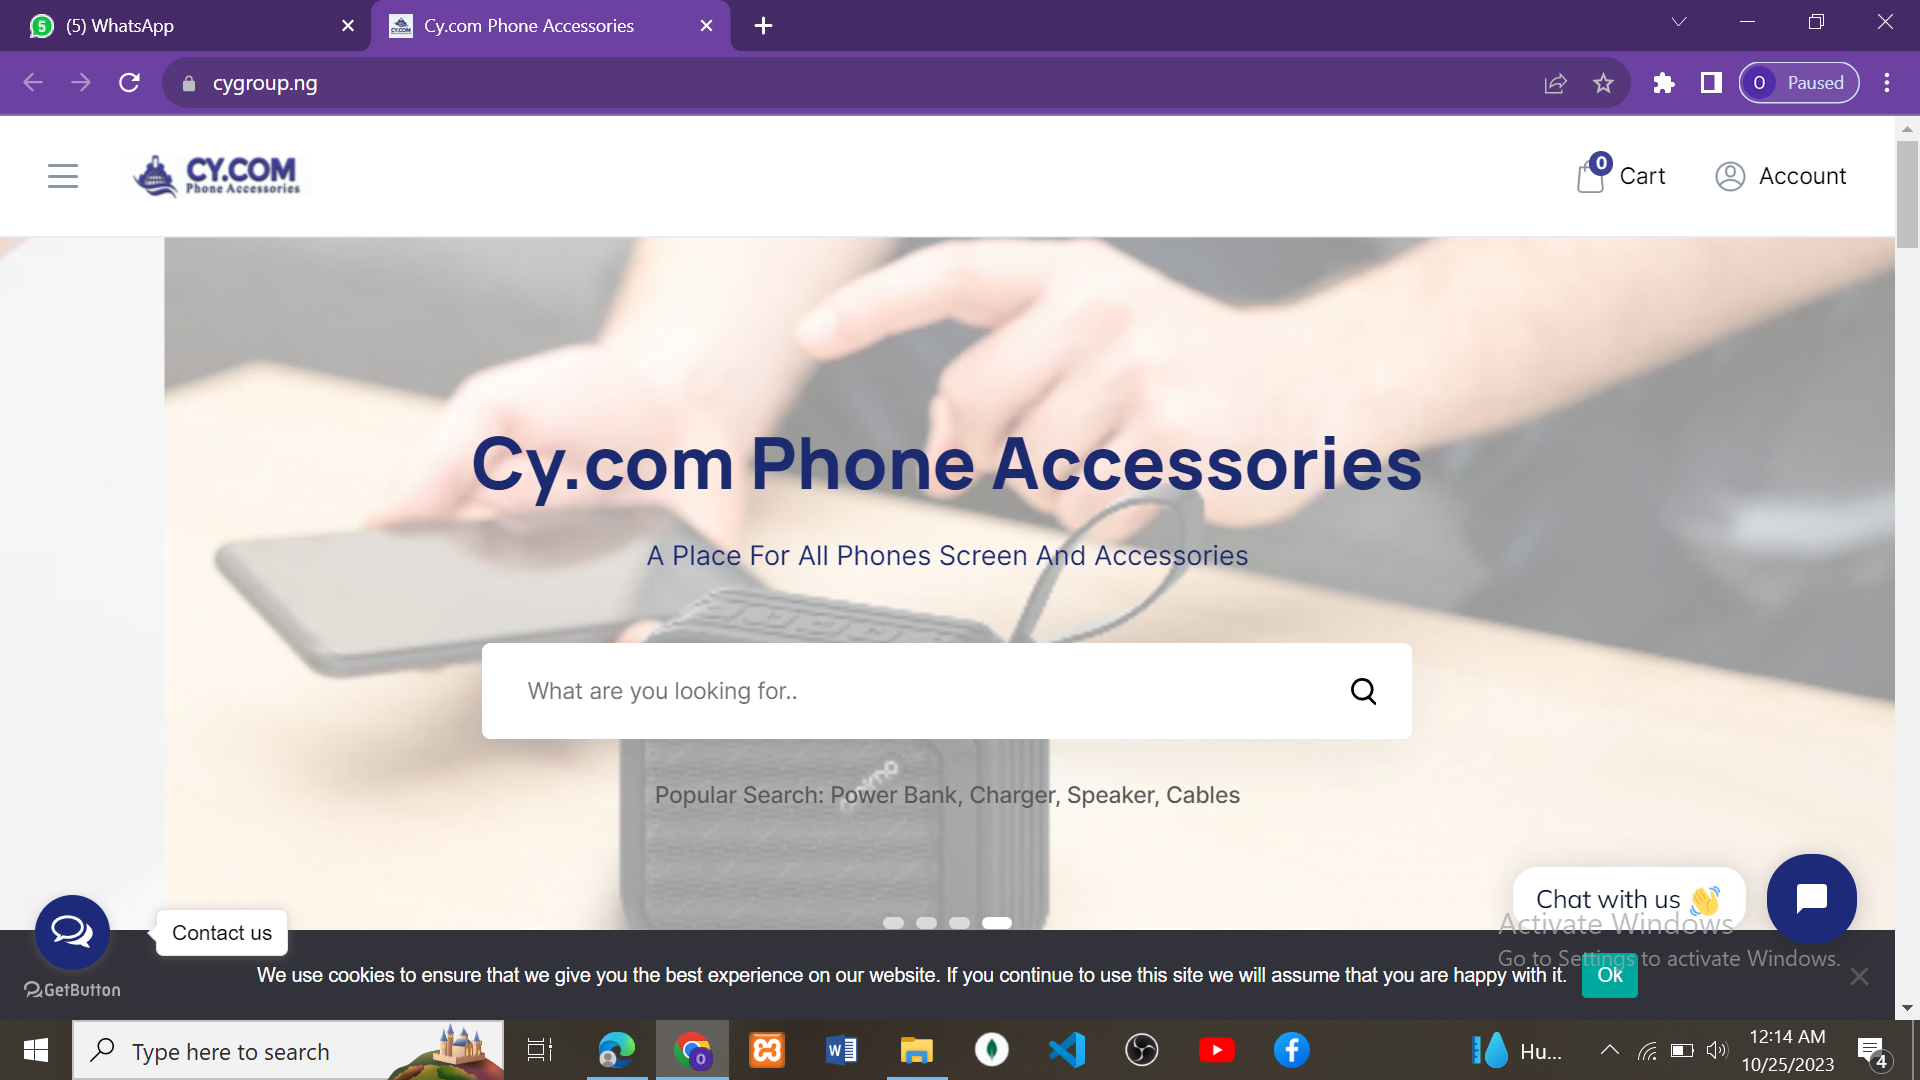 (5) WhatsApp
Cy.com Phone Accessories
cygroup.ng
0 Paused
CY.COM
Phone Accessories
0 Cart
Account
Cy.com Phone Accessories
A Place For All Phones Screen And Accessories
What are you looking for..
Popular Search: Power Bank, Charger, Speaker, Cables
Chat with us 👋
Activate Windows
Go to Settings to activate Windows.
Contact us
GetButton
We use cookies to ensure that we give you the best experience on our website. If you continue to use this site we will assume that you are happy with it.
Ok
Type here to search
Hu...
12:14 AM
10/25/2023
4